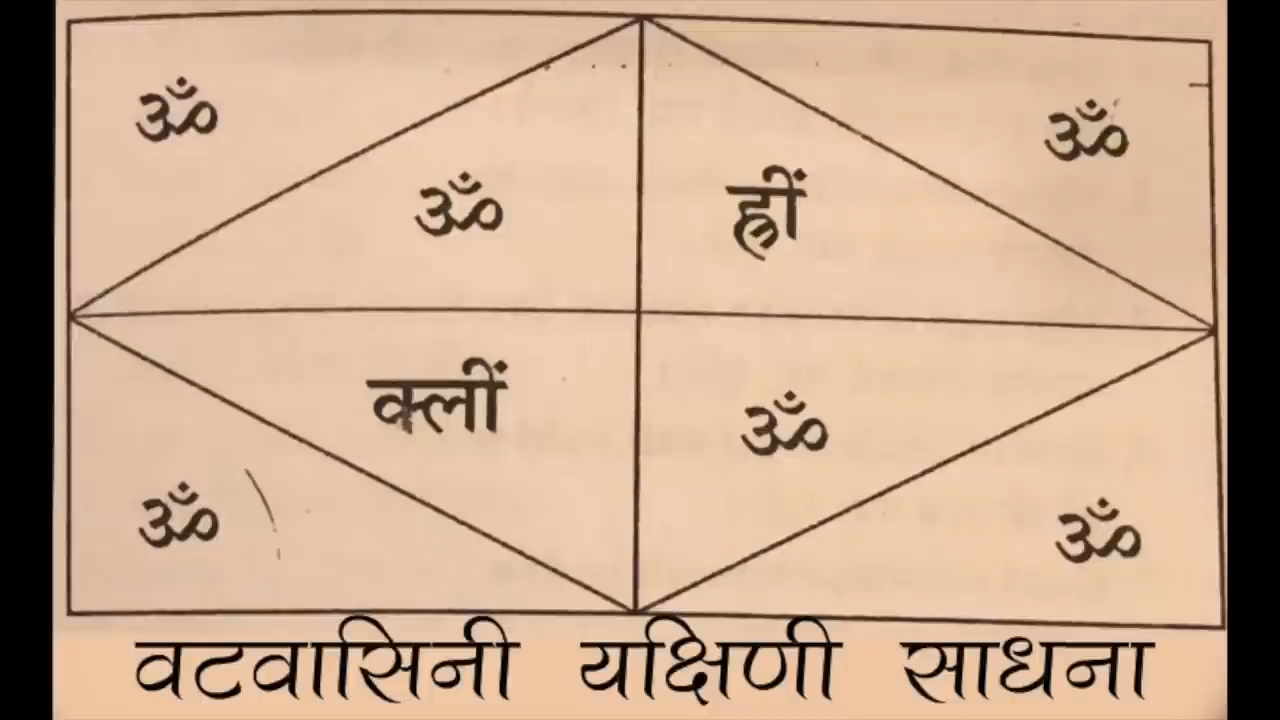 ॐ ॐ
ॐ ह्रीं
क्लीं ॐ
ॐ ॐ
वटवासिनी यक्षिणी साधना